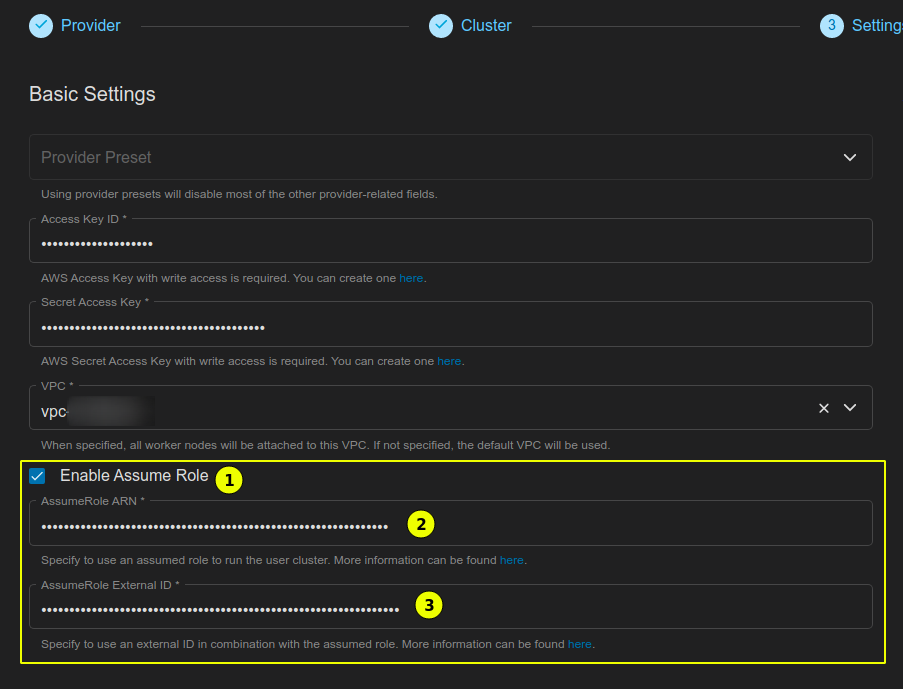 Provider
Cluster
3 Settings
Basic Settings
Provider Preset
Using provider presets will disable most of the other provider-related fields.
Access Key ID *
••••••••••••••••••••
AWS Access Key with write access is required. You can create one here.
Secret Access Key *
••••••••••••••••••••••••••••••••••••••••
AWS Secret Access Key with write access is required. You can create one here.
VPC *
vpc-
When specified, all worker nodes will be attached to this VPC. If not specified, the default VPC will be used.
Enable Assume Role 1
AssumeRole ARN *
•••••••••••••••••••••••••••••••••••••••••••••••••••••••••••••• 2
Specify to use an assumed role to run the user cluster. More information can be found here.
AssumeRole External ID *
•••••••••••••••••••••••••••••••••••••••••••••••••••••••••••••••• 3
Specify to use an external ID in combination with the assumed role. More information can be found here.